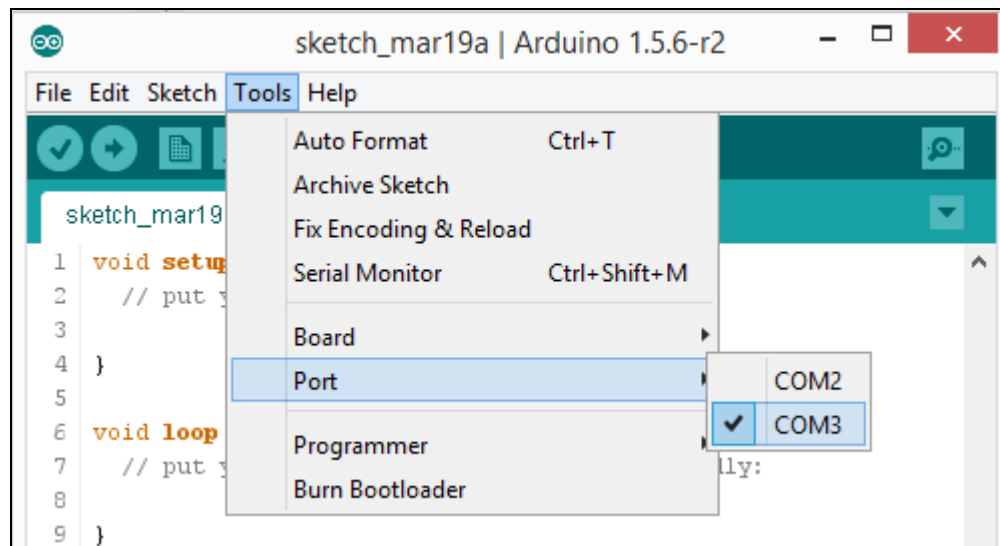 sketch_mar19a | Arduino 1.5.6-r2
File Edit Sketch Tools Help
Auto Format Ctrl+T
Archive Sketch
sketch_mar19
Fix Encoding & Reload
1 void setup
Serial Monitor Ctrl+Shift+M
2 // put y
3
Board
4 }
Port
COM2
5
COM3
6 void loop
Programmer
7 // put y
lly:
Burn Bootloader
8
9 }